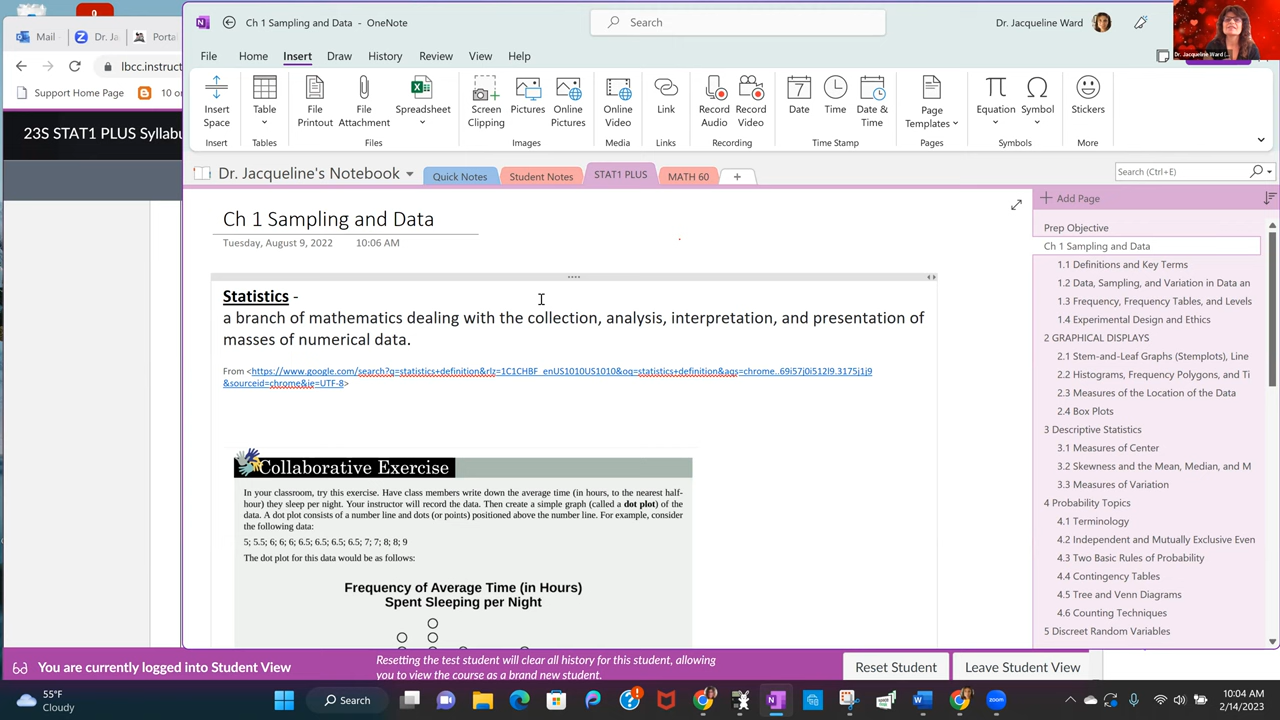 Mail
Dr. Ja
Portal
lbcc.instruc
Support Home Page
10 or
23S STAT1 PLUS Syllabu
Ch 1 Sampling and Data - OneNote
Search
Dr. Jacqueline Ward
File Home Insert Draw History Review View Help
Insert Space
Table
File Printout
File Attachment
Spreadsheet
Screen Clipping
Pictures
Online Pictures
Online Video
Link
Record Audio
Record Video
Date
Time
Date & Time
Page Templates
Equation
Symbol
Stickers
Insert Tables Files Images Media Links Recording Time Stamp Pages Symbols More
Dr. Jacqueline's Notebook
Quick Notes
Student Notes
STAT1 PLUS
MATH 60
+
Search (Ctrl+E)
Ch 1 Sampling and Data
Tuesday, August 9, 2022 10:06 AM
Statistics -
a branch of mathematics dealing with the collection, analysis, interpretation, and presentation of
masses of numerical data.
From <https://www.google.com/search?q=statistics+definition&rlz=1C1CHBF_enUS1010US1010&oq=statistics+definition&aqs=chrome..69i57j0i512l9.3175j1j9
&sourceid=chrome&ie=UTF-8>
Collaborative Exercise
In your classroom, try this exercise. Have class members write down the average time (in hours, to the nearest half-
hour) they sleep per night. Your instructor will record the data. Then create a simple graph (called a dot plot) of the
data. A dot plot consists of a number line and dots (or points) positioned above the number line. For example, consider
the following data:
5; 5.5; 6; 6; 6; 6.5; 6.5; 6.5; 6.5; 7; 7; 8; 8; 9
The dot plot for this data would be as follows:
Frequency of Average Time (in Hours)
Spent Sleeping per Night
Add Page
Prep Objective
Ch 1 Sampling and Data
1.1 Definitions and Key Terms
1.2 Data, Sampling, and Variation in Data an
1.3 Frequency, Frequency Tables, and Levels
1.4 Experimental Design and Ethics
2 GRAPHICAL DISPLAYS
2.1 Stem-and-Leaf Graphs (Stemplots), Line
2.2 Histograms, Frequency Polygons, and Ti
2.3 Measures of the Location of the Data
2.4 Box Plots
3 Descriptive Statistics
3.1 Measures of Center
3.2 Skewness and the Mean, Median, and M
3.3 Measures of Variation
4 Probability Topics
4.1 Terminology
4.2 Independent and Mutually Exclusive Even
4.3 Two Basic Rules of Probability
4.4 Contingency Tables
4.5 Tree and Venn Diagrams
4.6 Counting Techniques
5 Discreet Random Variables
You are currently logged into Student View
Resetting the test student will clear all history for this student, allowing
you to view the course as a brand new student.
Reset Student
Leave Student View
55°F
Cloudy
Search
10:04 AM
2/14/2023